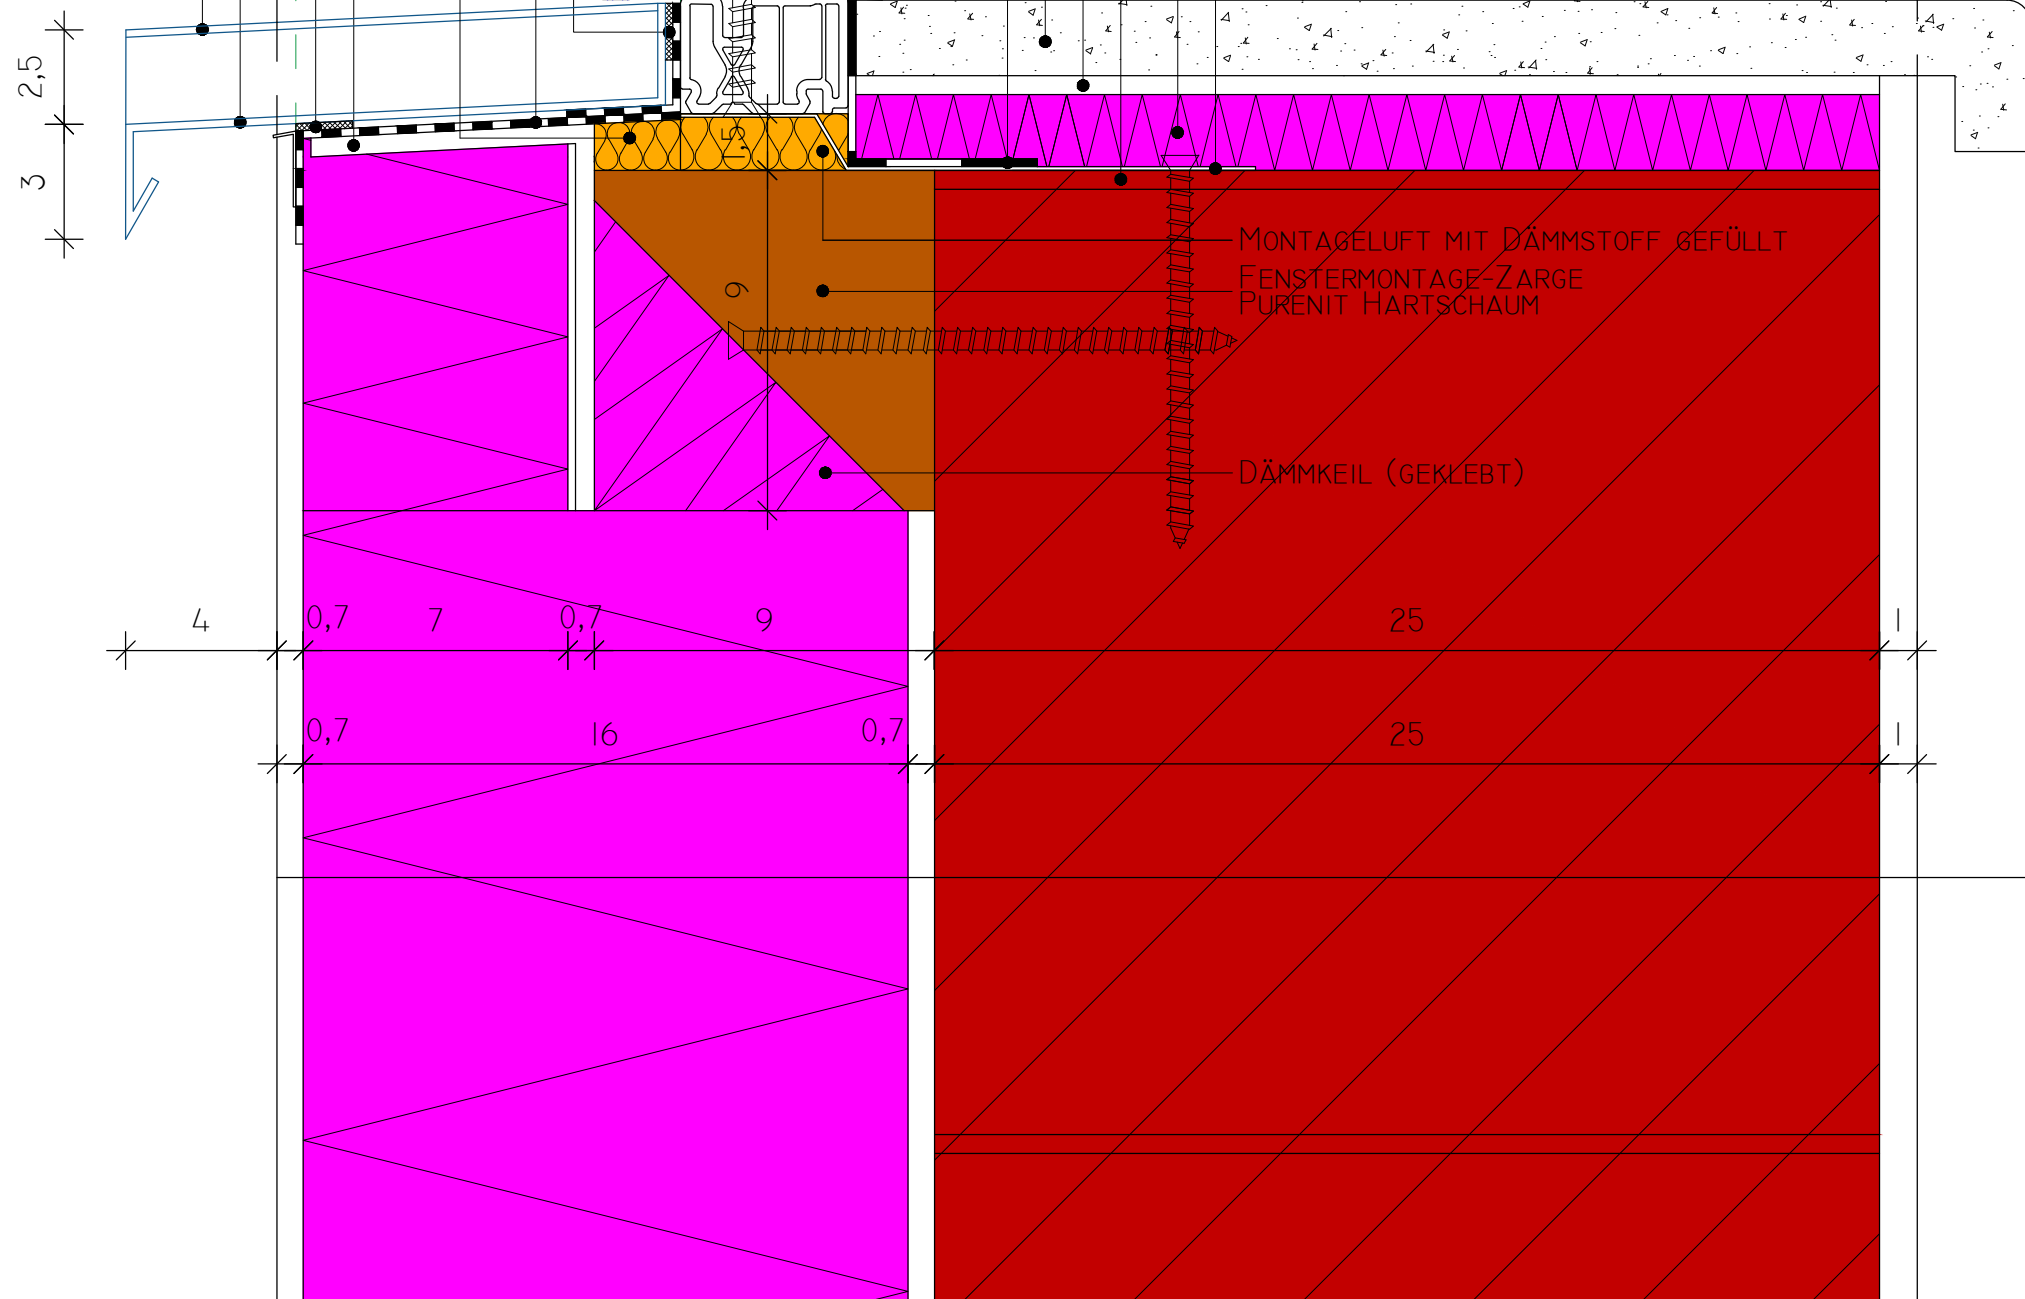 2,5
3
1,5
MONTAGELUFT MIT DÄMMSTOFF GEFÜLLT
FENSTERMONTAGE-ZARGE
PURENIT HARTSCHAUM
9
DÄMMKEIL (GEKLEBT)
4 0,7 7 0,7 9 25 1
0,7 16 0,7 25 1